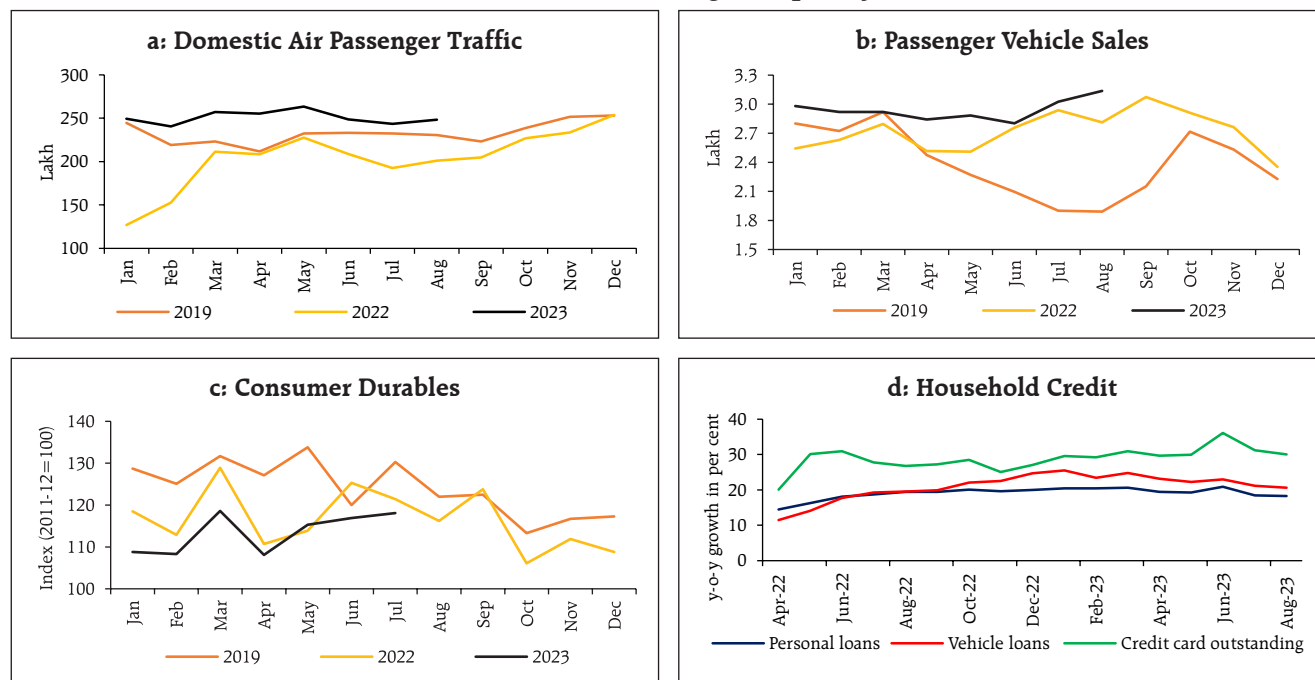 a: Domestic Air Passenger Traffic
300
250
200
150
100
Lakh
Jan
Feb
Mar
Apr
May
Jun
Jul
Aug
Sep
Oct
Nov
Dec
2019 2022 2023
b: Passenger Vehicle Sales
3.3
3.0
2.7
2.4
2.1
1.8
1.5
Lakh
Jan
Feb
Mar
Apr
May
Jun
Jul
Aug
Sep
Oct
Nov
Dec
2019 2022 2023
c: Consumer Durables
140
130
120
110
100
Index (2011-12=100)
Jan
Feb
Mar
Apr
May
Jun
Jul
Aug
Sep
Oct
Nov
Dec
2019 2022 2023
d: Household Credit
40
30
20
10
0
y-o-y growth in per cent
Apr-22
Jun-22
Aug-22
Oct-22
Dec-22
Feb-23
Apr-23
Jun-23
Aug-23
Personal loans Vehicle loans Credit card outstanding